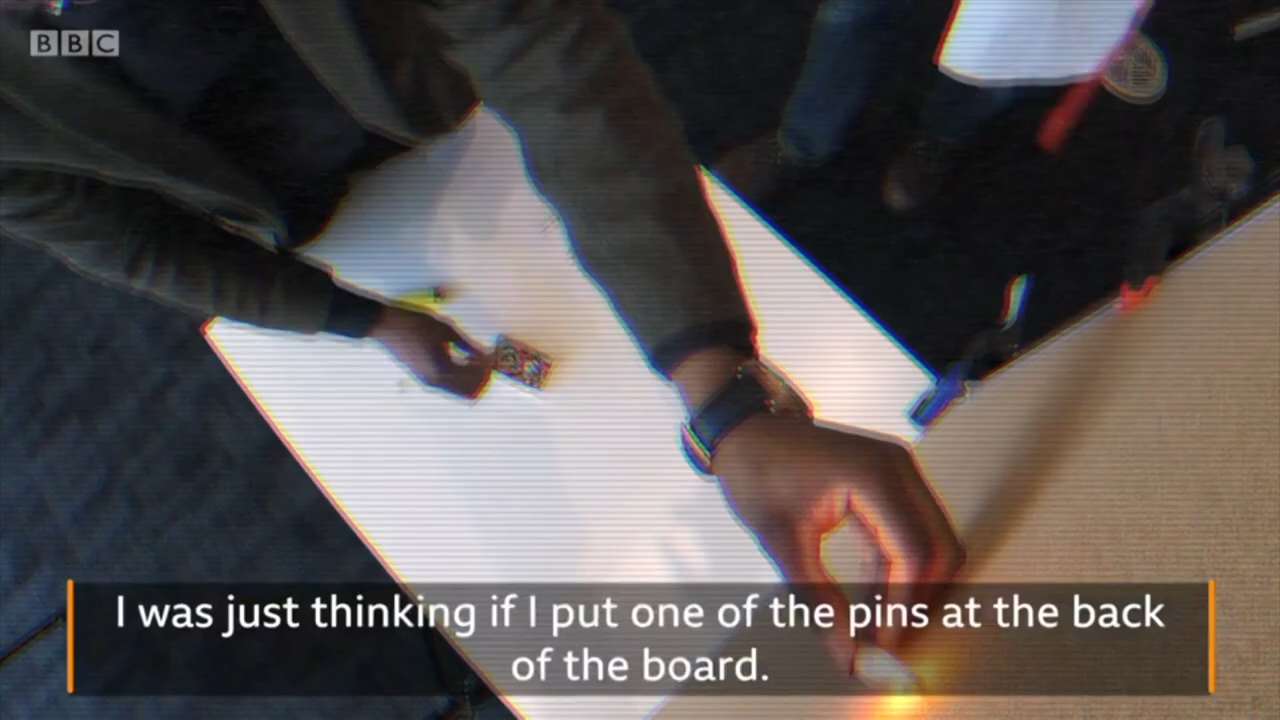 BBC
I was just thinking if I put one of the pins at the back
of the board.